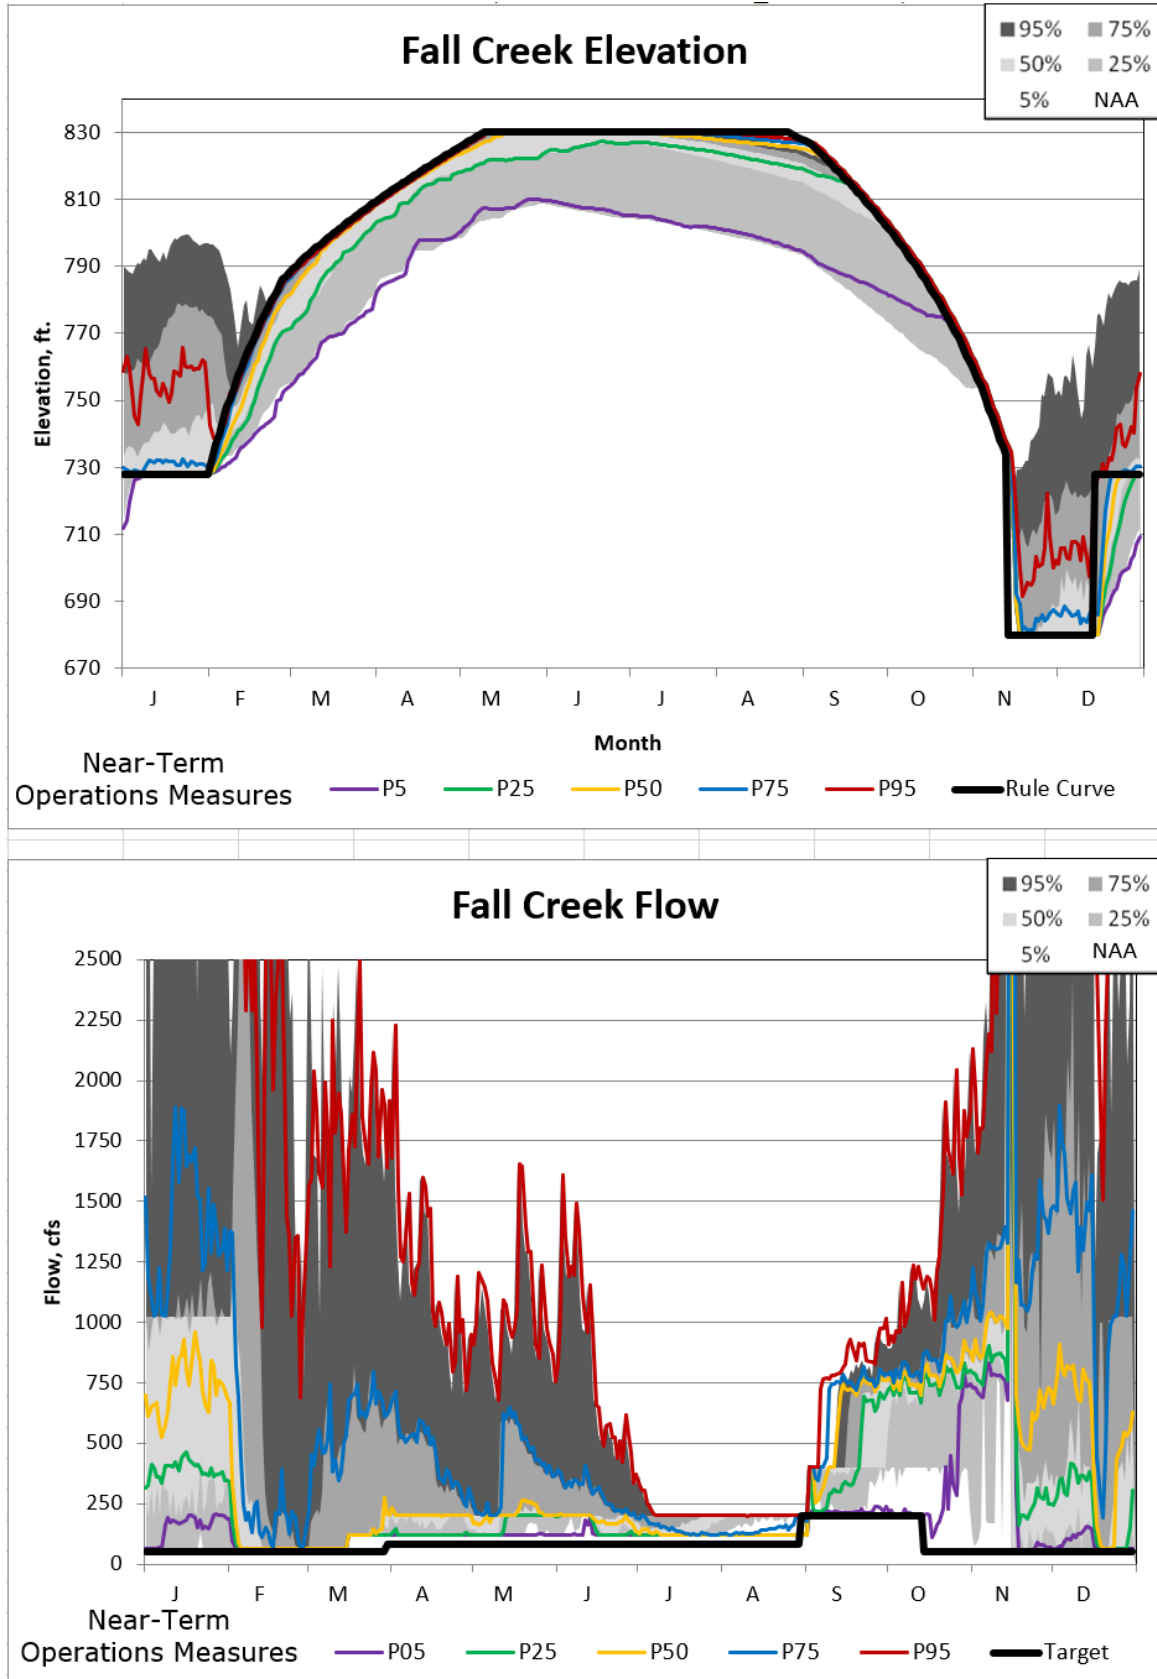 Fall Creek Elevation
95% 75%
50% 25%
5% NAA
830
810
790
770
750
730
710
690
670
Elevation, ft.
J F M A M J J A S O N D
Month
Near-Term
Operations Measures
P5 P25 P50 P75 P95 Rule Curve
Fall Creek Flow
95% 75%
50% 25%
5% NAA
2500
2250
2000
1750
1500
1250
1000
750
500
250
0
Flow, cfs
J F M A M J J A S O N D
Near-Term
Operations Measures
P05 P25 P50 P75 P95 Target